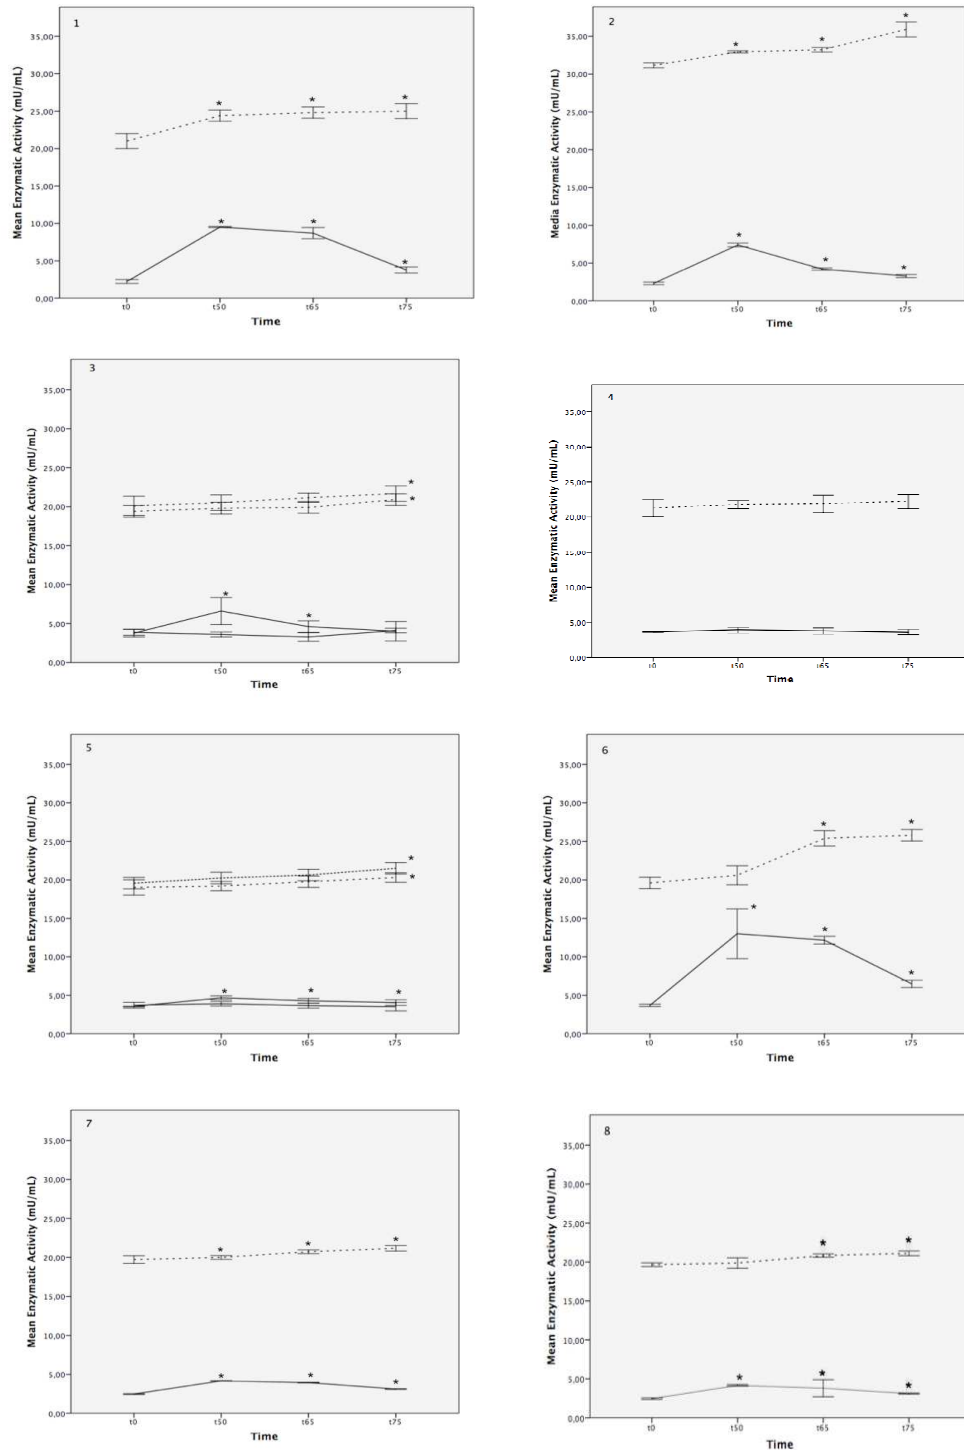 1
Mean Enzymatic Activity (mU/mL)
35,00
30,00
25,00
20,00
15,00
10,00
5,00
0,00
* * * *
* *
t0 t50 t65 t75
Time
2
Media Enzymatic Activity (mU/mL)
35,00
30,00
25,00
20,00
15,00
10,00
5,00
0,00
* * *
* * *
t0 t50 t65 t75
Time
3
Mean Enzymatic Activity (mU/mL)
35,00
30,00
25,00
20,00
15,00
10,00
5,00
0,00
* *
* *
t0 t50 t65 t75
Time
4
Mean Enzymatic Activity (mU/mL)
35,00
30,00
25,00
20,00
15,00
10,00
5,00
0,00
t0 t50 t65 t75
Time
5
Mean Enzymatic Activity (mU/mL)
35,00
30,00
25,00
20,00
15,00
10,00
5,00
0,00
* *
* * *
t0 t50 t65 t75
Time
6
Mean Enzymatic Activity (mU/mL)
35,00
30,00
25,00
20,00
15,00
10,00
5,00
0,00
* *
* * *
t0 t50 t65 t75
Time
7
Mean Enzymatic Activity (mU/mL)
35,00
30,00
25,00
20,00
15,00
10,00
5,00
0,00
* * *
* * *
t0 t50 t65 t75
Time
8
Mean Enzymatic Activity (mU/mL)
35,00
30,00
25,00
20,00
15,00
10,00
5,00
0,00
* *
* * *
t0 t50 t65 t75
Time